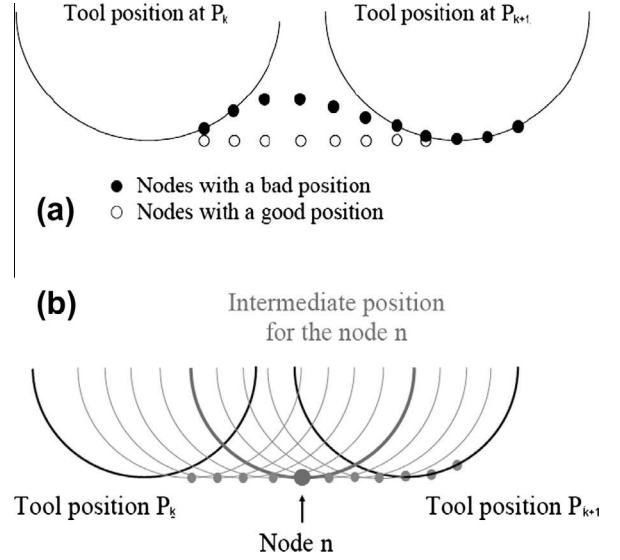 Tool position at Pk
Tool position at Pk+1
Nodes with a bad position
Nodes with a good position
(a)
(b)
Intermediate position
for the node n
Tool position Pk
Tool position Pk+1
Node n